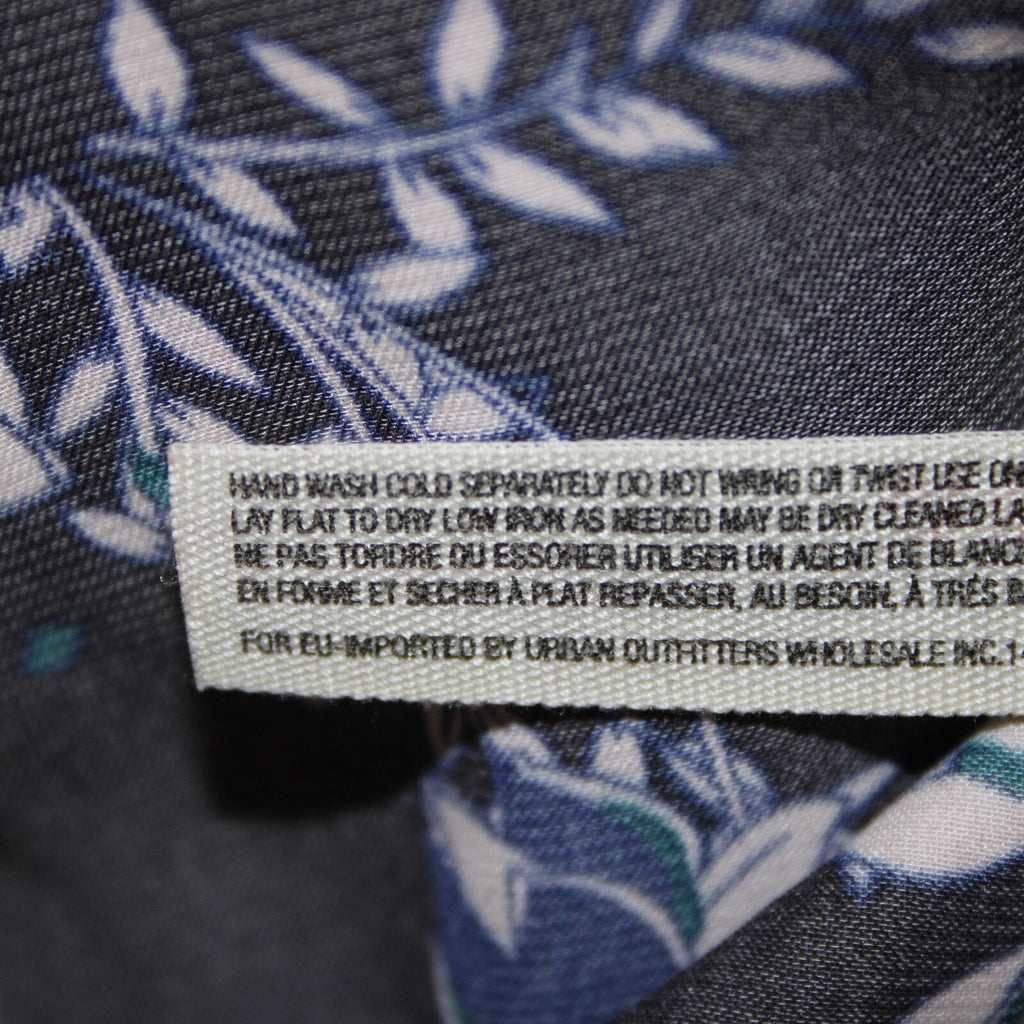 HAND WASH COLD SEPARATELY DO NOT WRING OR TWIST USE
LAY FLAT TO DRY LOW IRON AS NEEDED MAY BE DRY CLEANED
NE PAS TORDRE OU ESSORER UTILISER UN AGENT DE
EN FORME ET SECHER À PLAT REPASSER, AU BESOIN, À TRÉS
FOR EU-IMPORTED BY URBAN OUTFITTERS WHOLESALE INC.